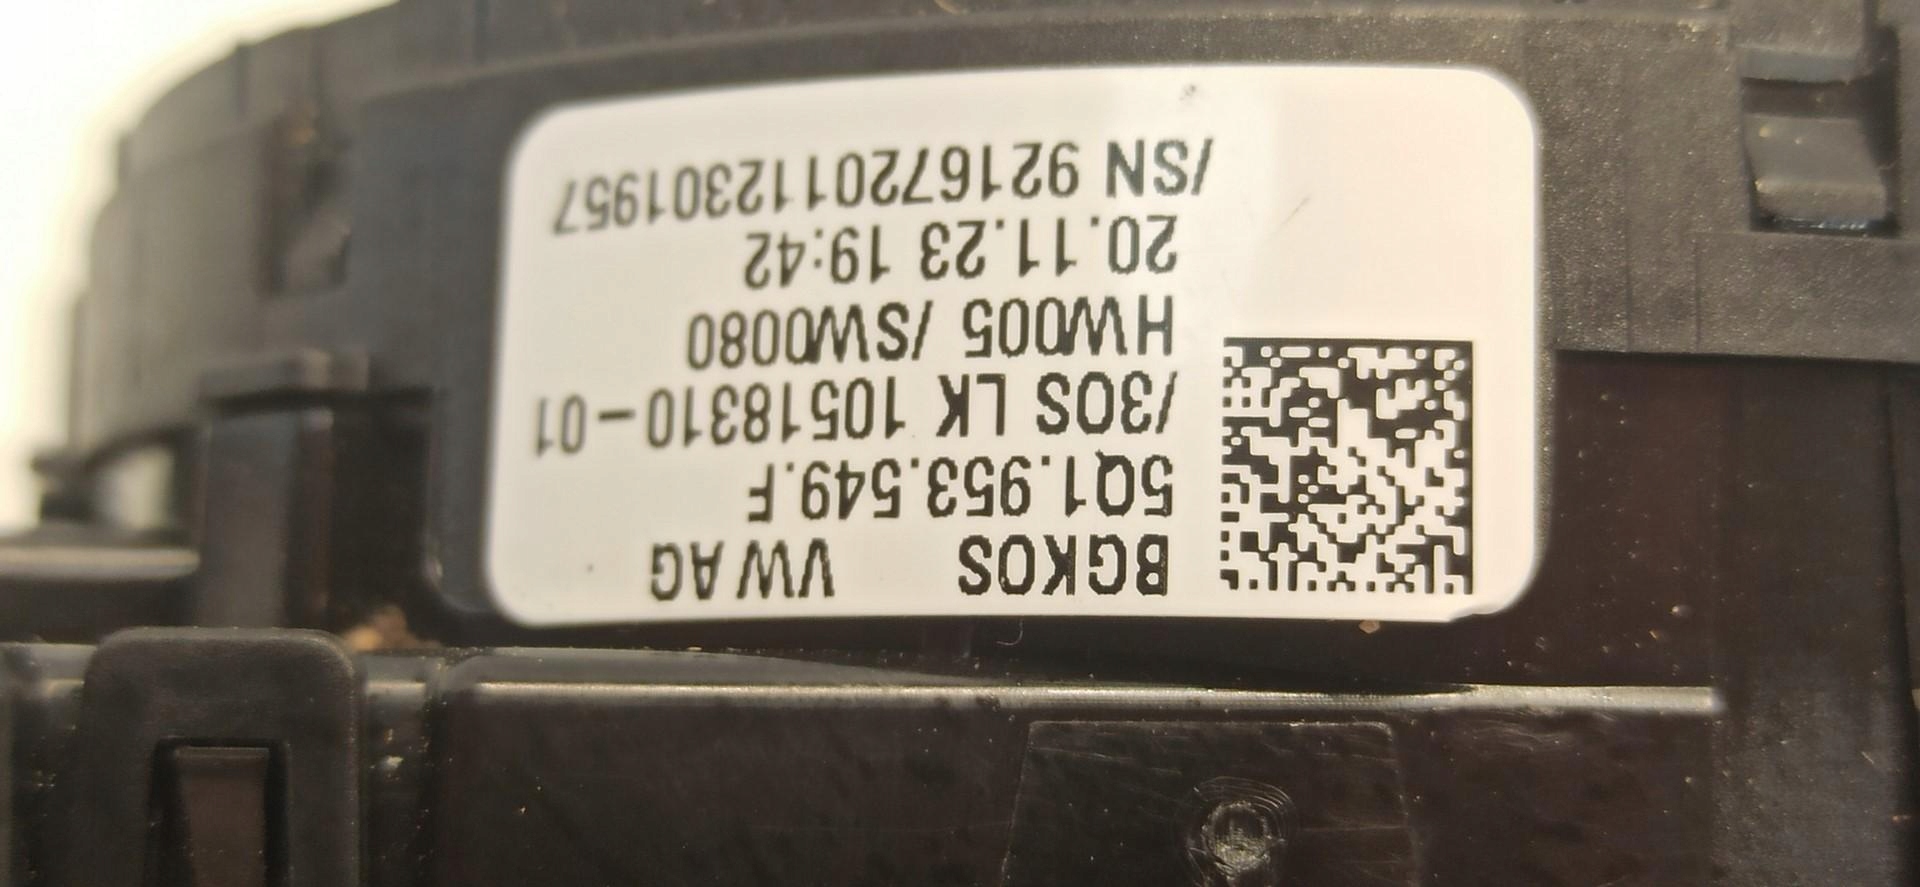 BGKOS VW AG
5Q1.953.549.F
/3OS LK 10518310-01
HW005 /SW0080
20.11.23 19:42
/SN 9216720112301957